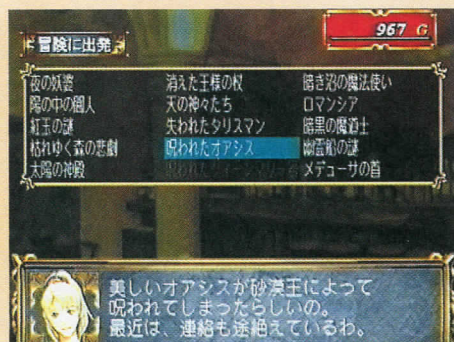 冒険に出発
967 G
夜の妖婆 消えた王様の杖 暗き沼の魔法使い
の中の 天の神々たち ロマンシア
紅玉の謎 失われたタリスマン 暗黒の魔道士
枯れゆく森の悲劇 呪われたオアシス 幽霊船の謎
太陽の神殿 メデューサの首
美しいオアシスが砂漠王によって
呪われてしまったらしいの。
最近は、連絡も途絶えているわ。